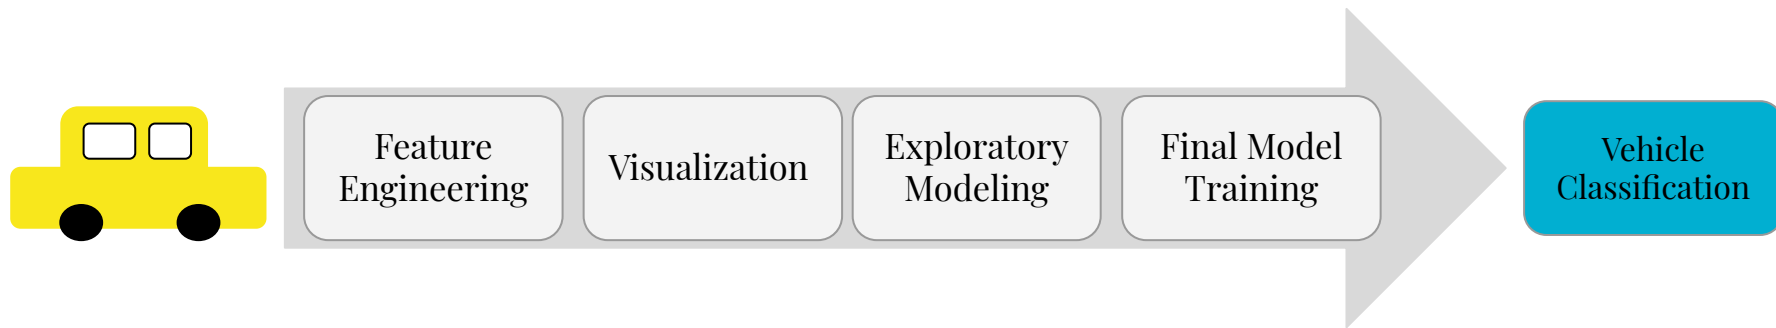 Feature
Engineering
Visualization
Exploratory
Modeling
Final Model
Training
Vehicle
Classification